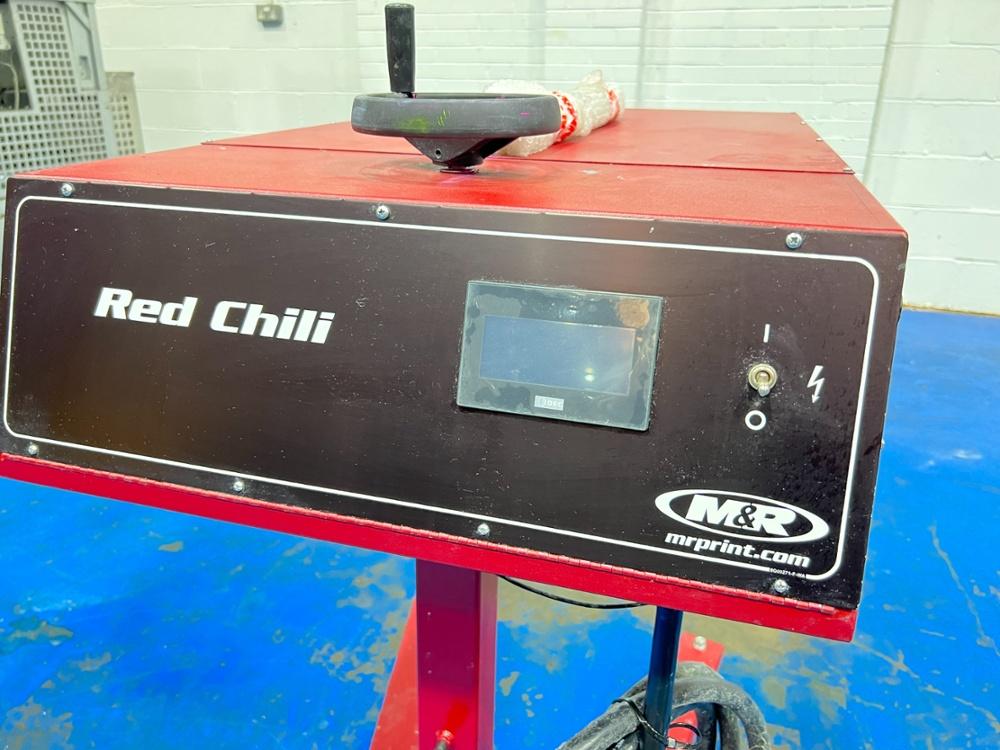 Red Chili
I
O
M&R
mrprint.com